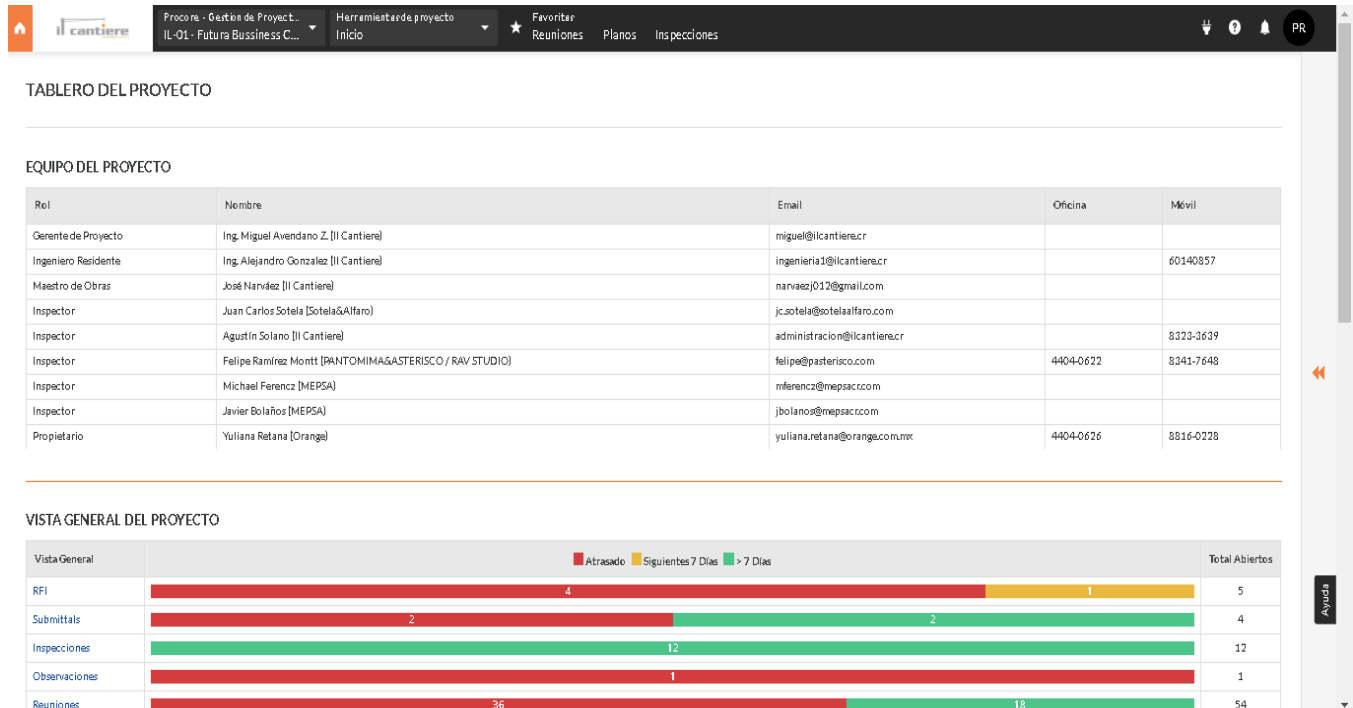 il cantiere
Procore - Gestion de Proyect...
IL-01 - Futura Bussiness C...
Herramientas de proyecto
Inicio
Favoritas
Reuniones Planos Inspecciones
PR
TABLERO DEL PROYECTO
EQUIPO DEL PROYECTO
Rol Nombre Email Oficina Móvil
Gerente de Proyecto Ing. Miguel Avendano Z. (Il Cantiere) miguel@ilcantiere.cr
Ingeniero Residente Ing. Alejandro Gonzalez (Il Cantiere) ingenieria1@ilcantiere.cr 60140857
Maestro de Obras José Narváez (Il Cantiere) narvaezj012@gmail.com
Inspector Juan Carlos Sotela (Sotela&Alfaro) jc.sotela@sotelaalfaro.com
Inspector Agustín Solano (Il Cantiere) administracion@ilcantiere.cr 8323-3639
Inspector Felipe Ramírez Montt (PANTOMIMA&ASTERISCO / RAV STUDIO) felipe@pasterisco.com 4404-0622 8341-7648
Inspector Michael Ferencz (MEPSA) mferencz@mepsacr.com
Inspector Javier Bolaños (MEPSA) jbolanos@mepsacr.com
Propietario Yuliana Retana (Orange) yuliana.retana@orange.com.mx 4404-0626 8816-0228
VISTA GENERAL DEL PROYECTO
Vista General Atrasado Siguientes 7 Días > 7 Días Total Abiertos
RFI 4 1 5
Submittals 2 2 4
Inspecciones 12 12
Observaciones 1 1
Reuniones 36 18 54
Ayuda